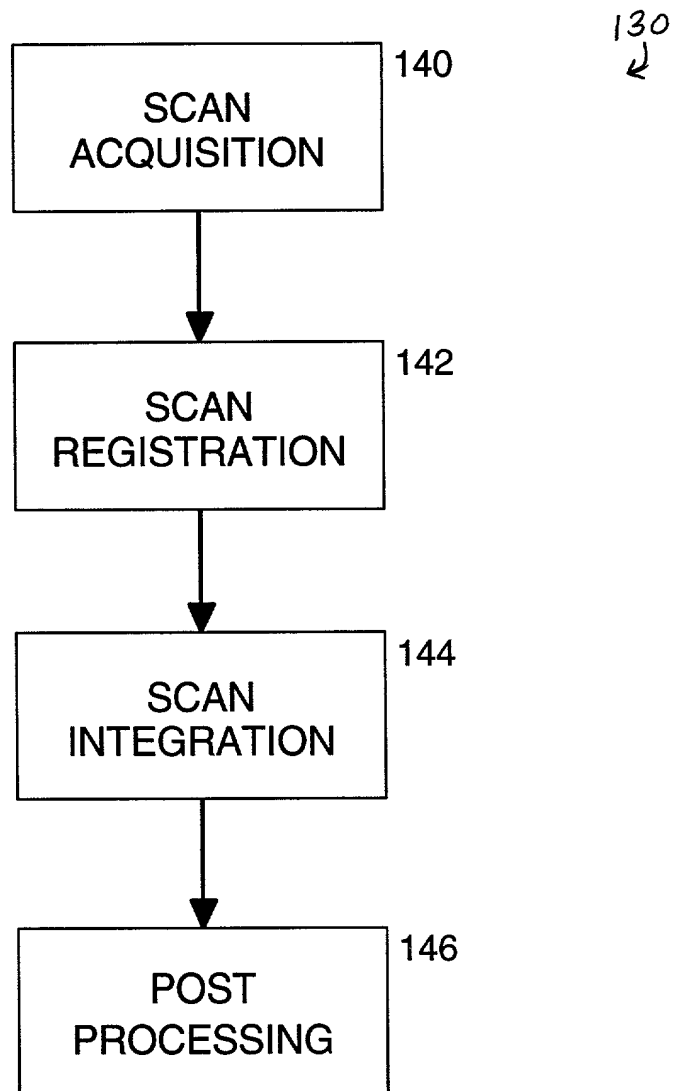 130
140
SCAN
ACQUISITION
142
SCAN
REGISTRATION
144
SCAN
INTEGRATION
146
POST
PROCESSING